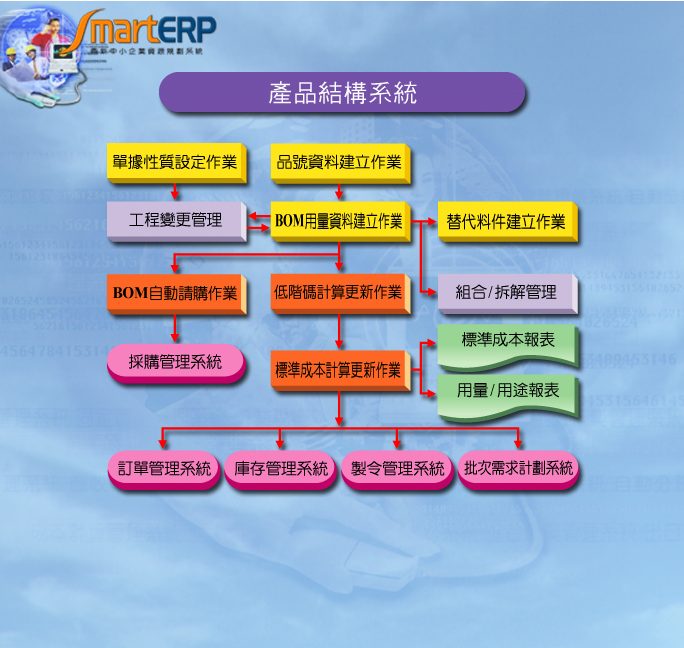 SmartERP
鼎新中小企業資源規劃系統
產品結構系統
單據性質設定作業
品號資料建立作業
工程變更管理
BOM用量資料建立作業
替代料件建立作業
BOM自動請購作業
低階碼計算更新作業
組合/拆解管理
標準成本報表
採購管理系統
標準成本計算更新作業
用量/用途報表
訂單管理系統
庫存管理系統
製令管理系統
批次需求計劃系統